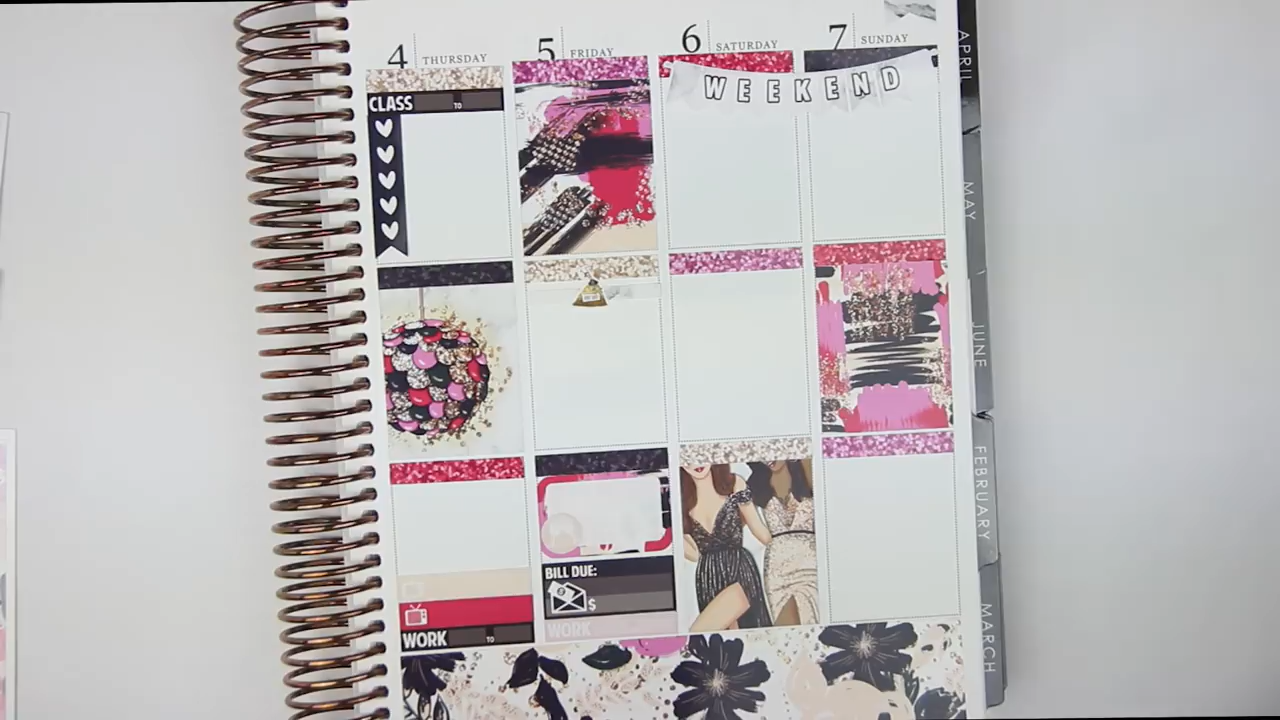 4 THURSDAY
5 FRIDAY
6 SATURDAY
7 SUNDAY
WEEKEND
CLASS TO
BILL DUE:
$
WORK TO
WORK
APRIL
MAY
JUNE
FEBRUARY
MARCH